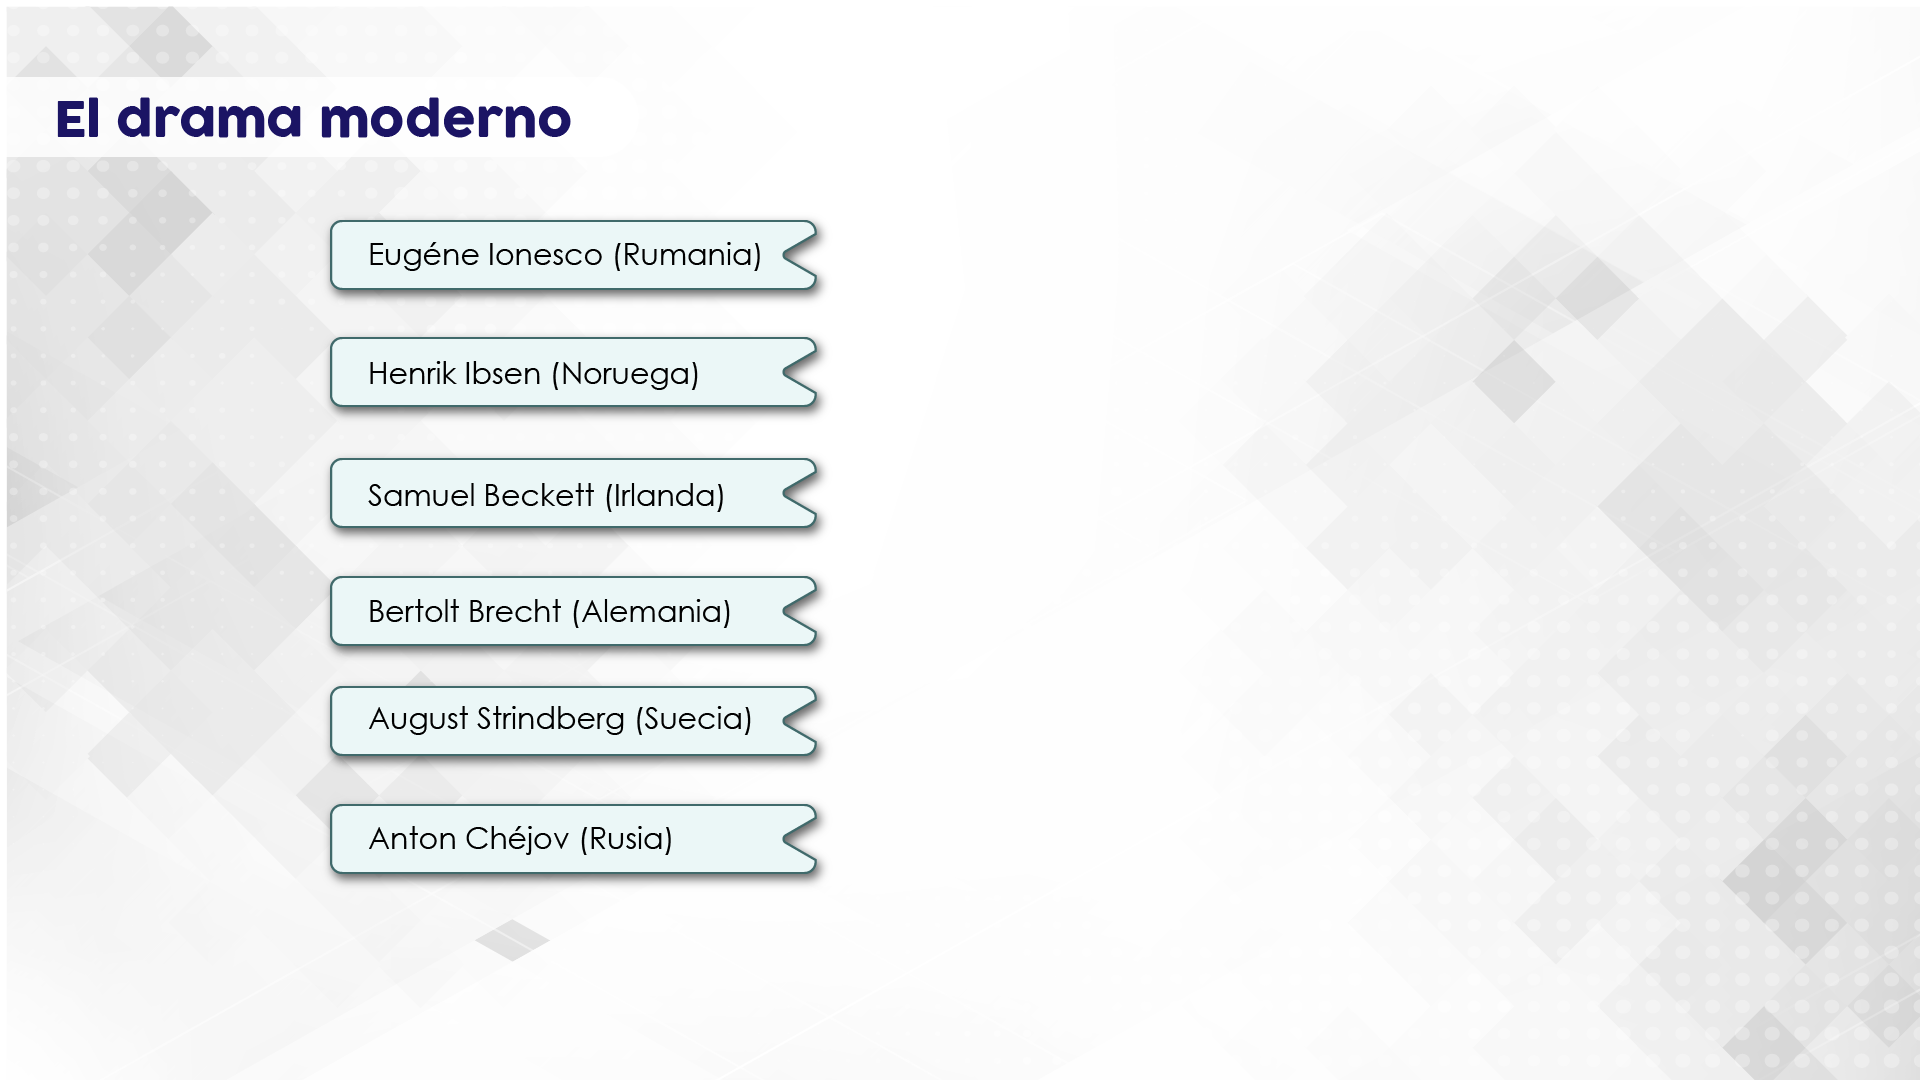 El drama moderno
Eugéne Ionesco (Rumania)
Henrik Ibsen (Noruega)
Samuel Beckett (Irlanda)
Bertolt Brecht (Alemania)
August Strindberg (Suecia)
Anton Chéjov (Rusia)